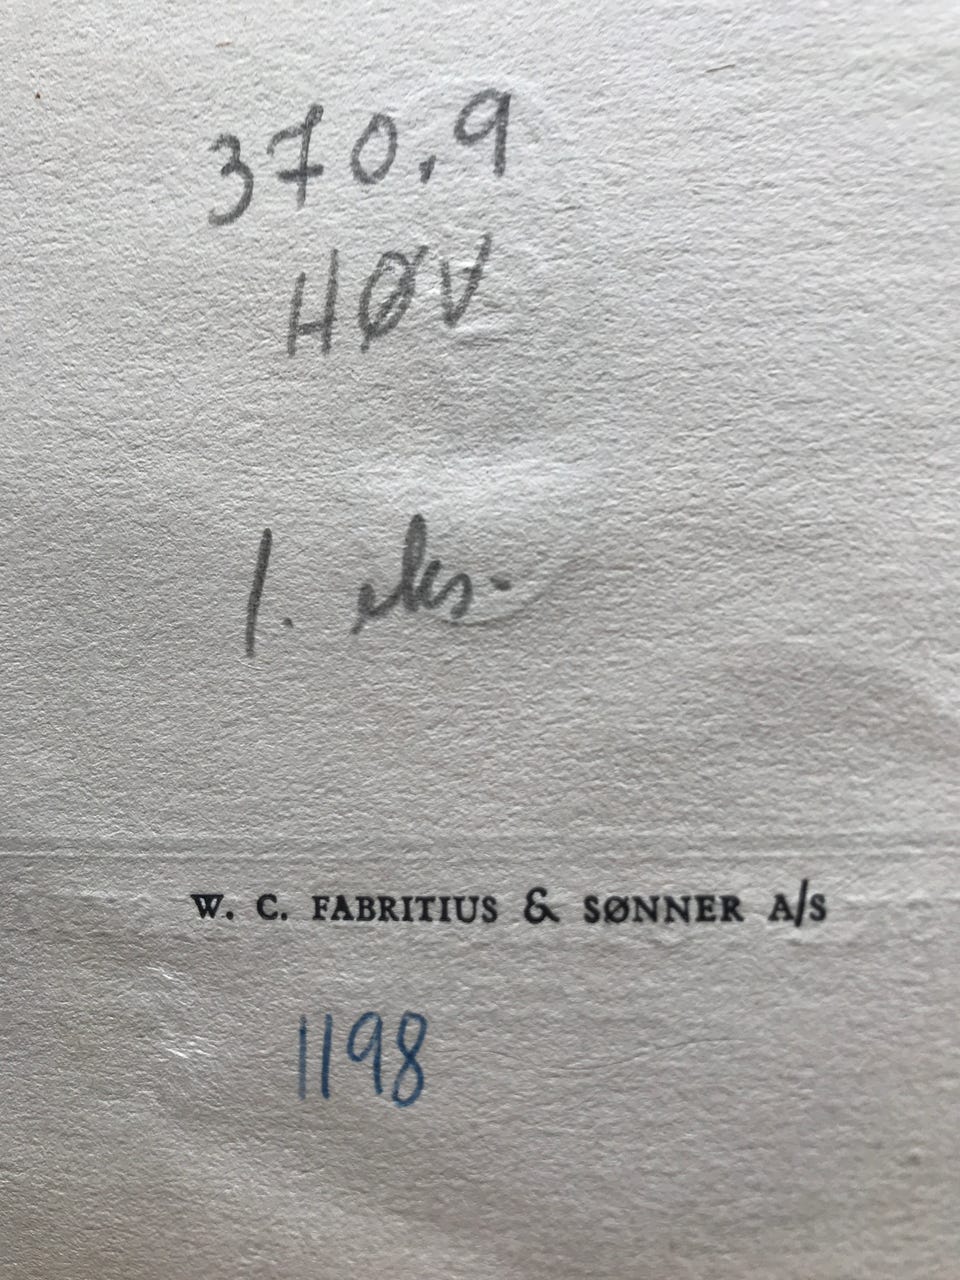 370.9
HØV
1. eks.
W. C. FABRITIUS & SØNNER A/S
1198